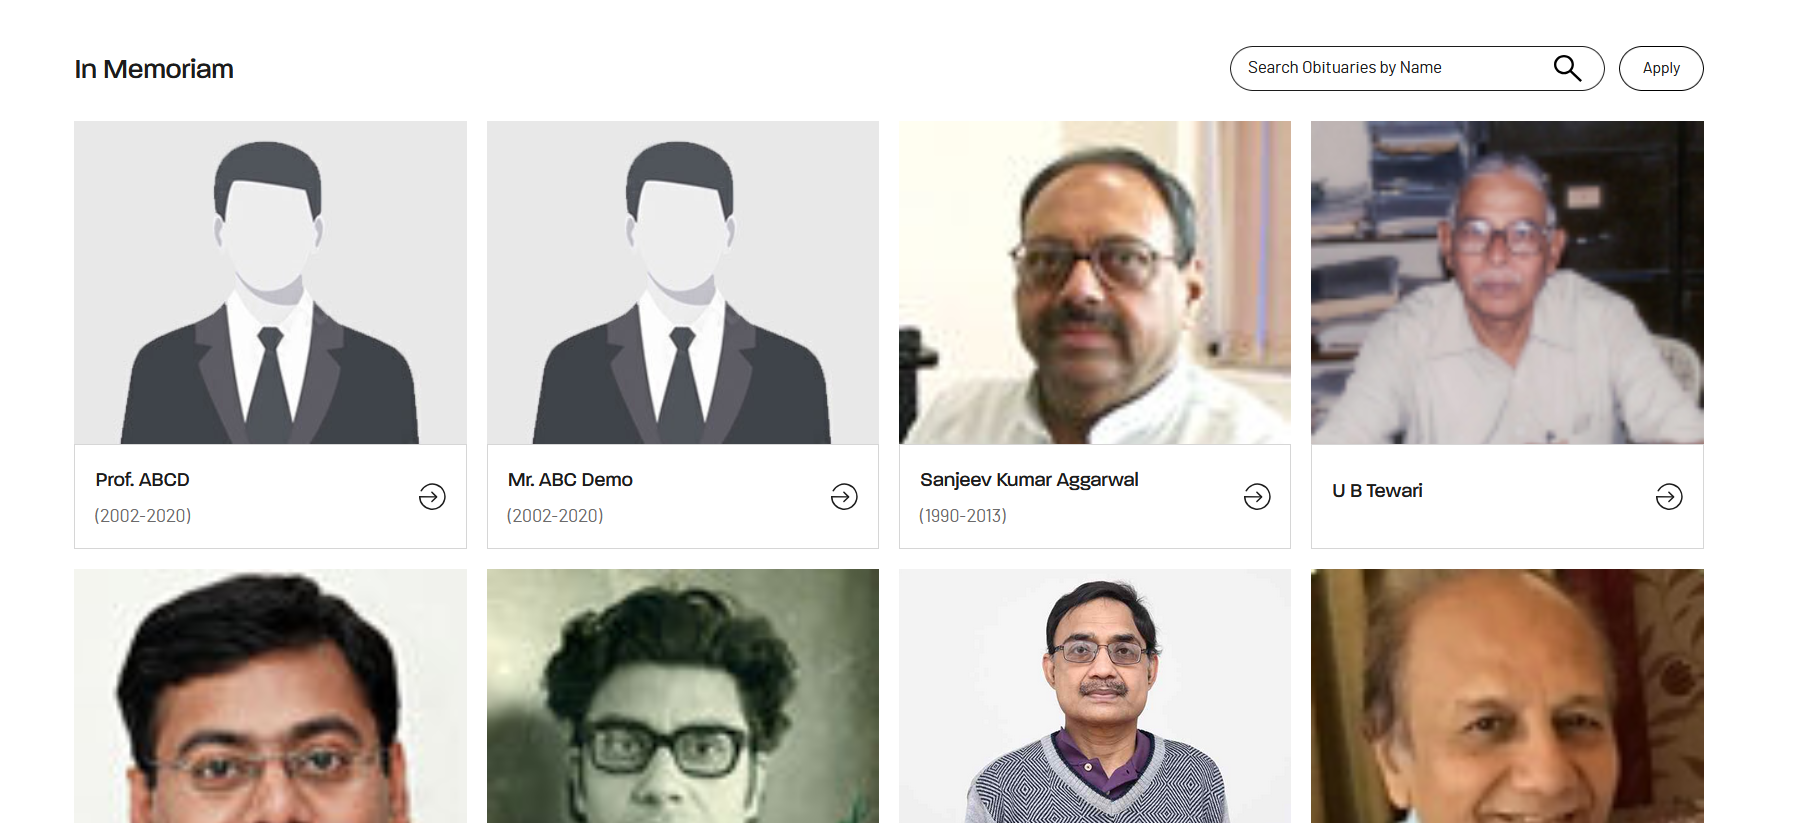 In Memoriam
Search Obituaries by Name
Apply
Prof. ABCD
(2002-2020)
Mr. ABC Demo
(2002-2020)
Sanjeev Kumar Aggarwal
(1990-2013)
U B Tewari